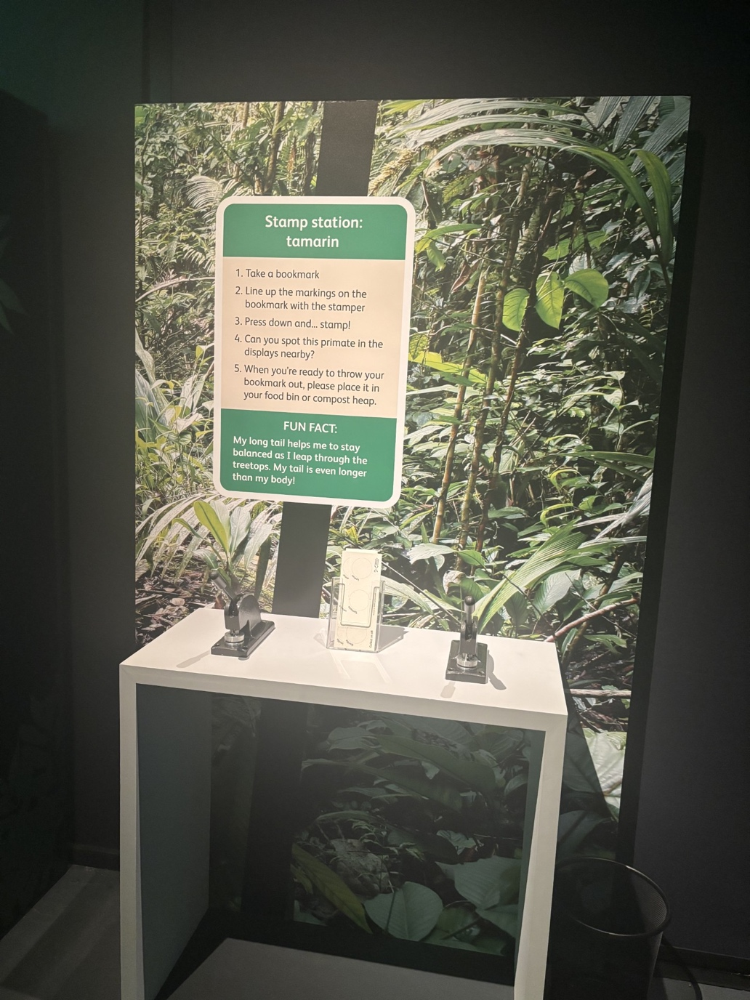 Stamp station:
tamarin
1. Take a bookmark
2. Line up the markings on the
bookmark with the stamper
3. Press down and... stamp!
4. Can you spot this primate in the
displays nearby?
5. When you're ready to throw your
bookmark out, please place it in
your food bin or compost heap.
FUN FACT:
My long tail helps me to stay
balanced as I leap through the
treetops. My tail is even longer
than my body!